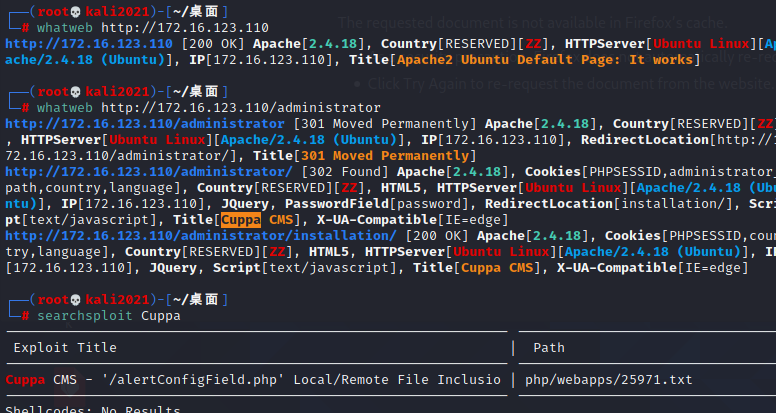 The requested document is not available in Firefox's cache.
┌──(root💀kali2021)-[~/桌面]
└─# whatweb http://172.16.123.110
http://172.16.123.110 [200 OK] Apache[2.4.18], Country[RESERVED][ZZ], HTTPServer[Ubuntu Linux][Ap
ache/2.4.18 (Ubuntu)], IP[172.16.123.110], Title[Apache2 Ubuntu Default Page: It works]
Click Try Again to re-request the document from the website.
┌──(root💀kali2021)-[~/桌面]
└─# whatweb http://172.16.123.110/administrator
http://172.16.123.110/administrator [301 Moved Permanently] Apache[2.4.18], Country[RESERVED][ZZ]
, HTTPServer[Ubuntu Linux][Apache/2.4.18 (Ubuntu)], IP[172.16.123.110], RedirectLocation[http://1
72.16.123.110/administrator/], Title[301 Moved Permanently]
http://172.16.123.110/administrator/ [302 Found] Apache[2.4.18], Cookies[PHPSESSID,administrator_
path,country,language], Country[RESERVED][ZZ], HTML5, HTTPServer[Ubuntu Linux][Apache/2.4.18 (Ubu
ntu)], IP[172.16.123.110], JQuery, PasswordField[password], RedirectLocation[installation/], Scri
pt[text/javascript], Title[Cuppa CMS], X-UA-Compatible[IE=edge]
http://172.16.123.110/administrator/installation/ [200 OK] Apache[2.4.18], Cookies[PHPSESSID,coun
try,language], Country[RESERVED][ZZ], HTML5, HTTPServer[Ubuntu Linux][Apache/2.4.18 (Ubuntu)], IP
[172.16.123.110], JQuery, Script[text/javascript], Title[Cuppa CMS], X-UA-Compatible[IE=edge]
┌──(root💀kali2021)-[~/桌面]
└─# searchsploit Cuppa
Exploit Title | Path
Cuppa CMS - '/alertConfigField.php' Local/Remote File Inclusio | php/webapps/25971.txt
Shellcodes: No Results